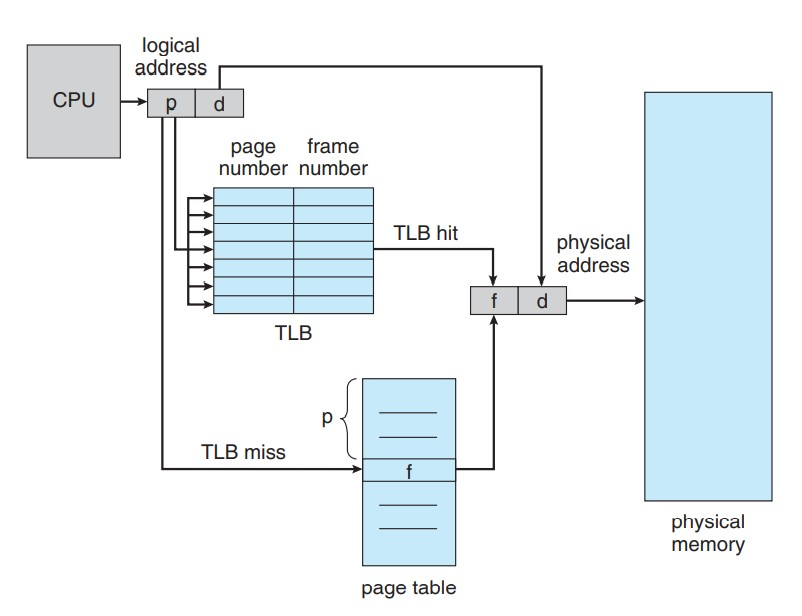 logical
address
CPU
p
d
page
number
frame
number
TLB hit
physical
address
f
d
TLB
p
TLB miss
f
physical
memory
page table